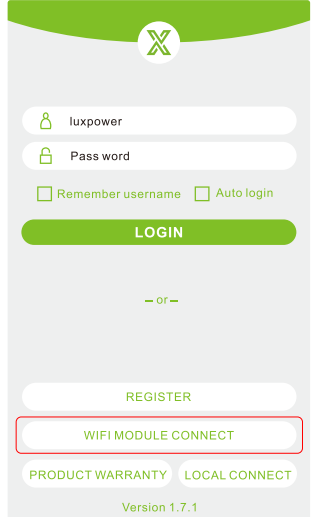 luxpower
Pass word
Remember username Auto login
LOGIN
or
REGISTER
WIFI MODULE CONNECT
PRODUCT WARRANTY LOCAL CONNECT
Version 1.7.1